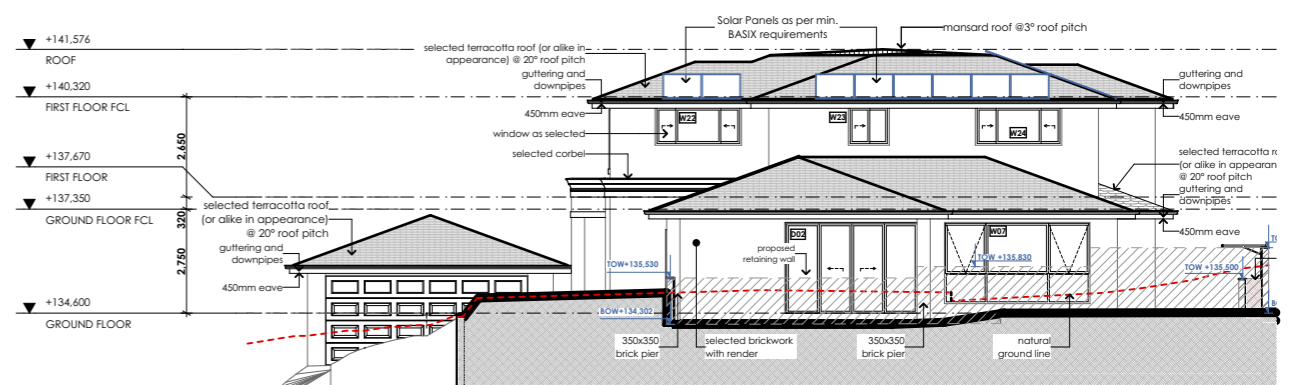 Solar Panels as per min.
BASIX requirements
mansard roof @3° roof pitch
+141,576
ROOF
selected terracotta roof (or alike in
appearance) @ 20° roof pitch
guttering and
downpipes
guttering and
downpipes
+140,320
FIRST FLOOR FCL
450mm eave
450mm eave
W22
W23
W24
window as selected
2,650
selected corbel
+137,670
FIRST FLOOR
selected terracotta
(or alike in
@ 20° roof pitch
guttering and
downpipes
+137,350
GROUND FLOOR FCL
320
selected terracotta roof
(or alike in appearance)
@ 20° roof pitch
450mm eave
guttering and
downpipes
D02
W07
proposed
retaining wall
2,750
TOW+135,530
TOW +135,830
TOW +135,500
450mm eave
+134,600
GROUND FLOOR
BOW+134,302
350x350
brick pier
selected brickwork
with render
350x350
brick pier
natural
ground line